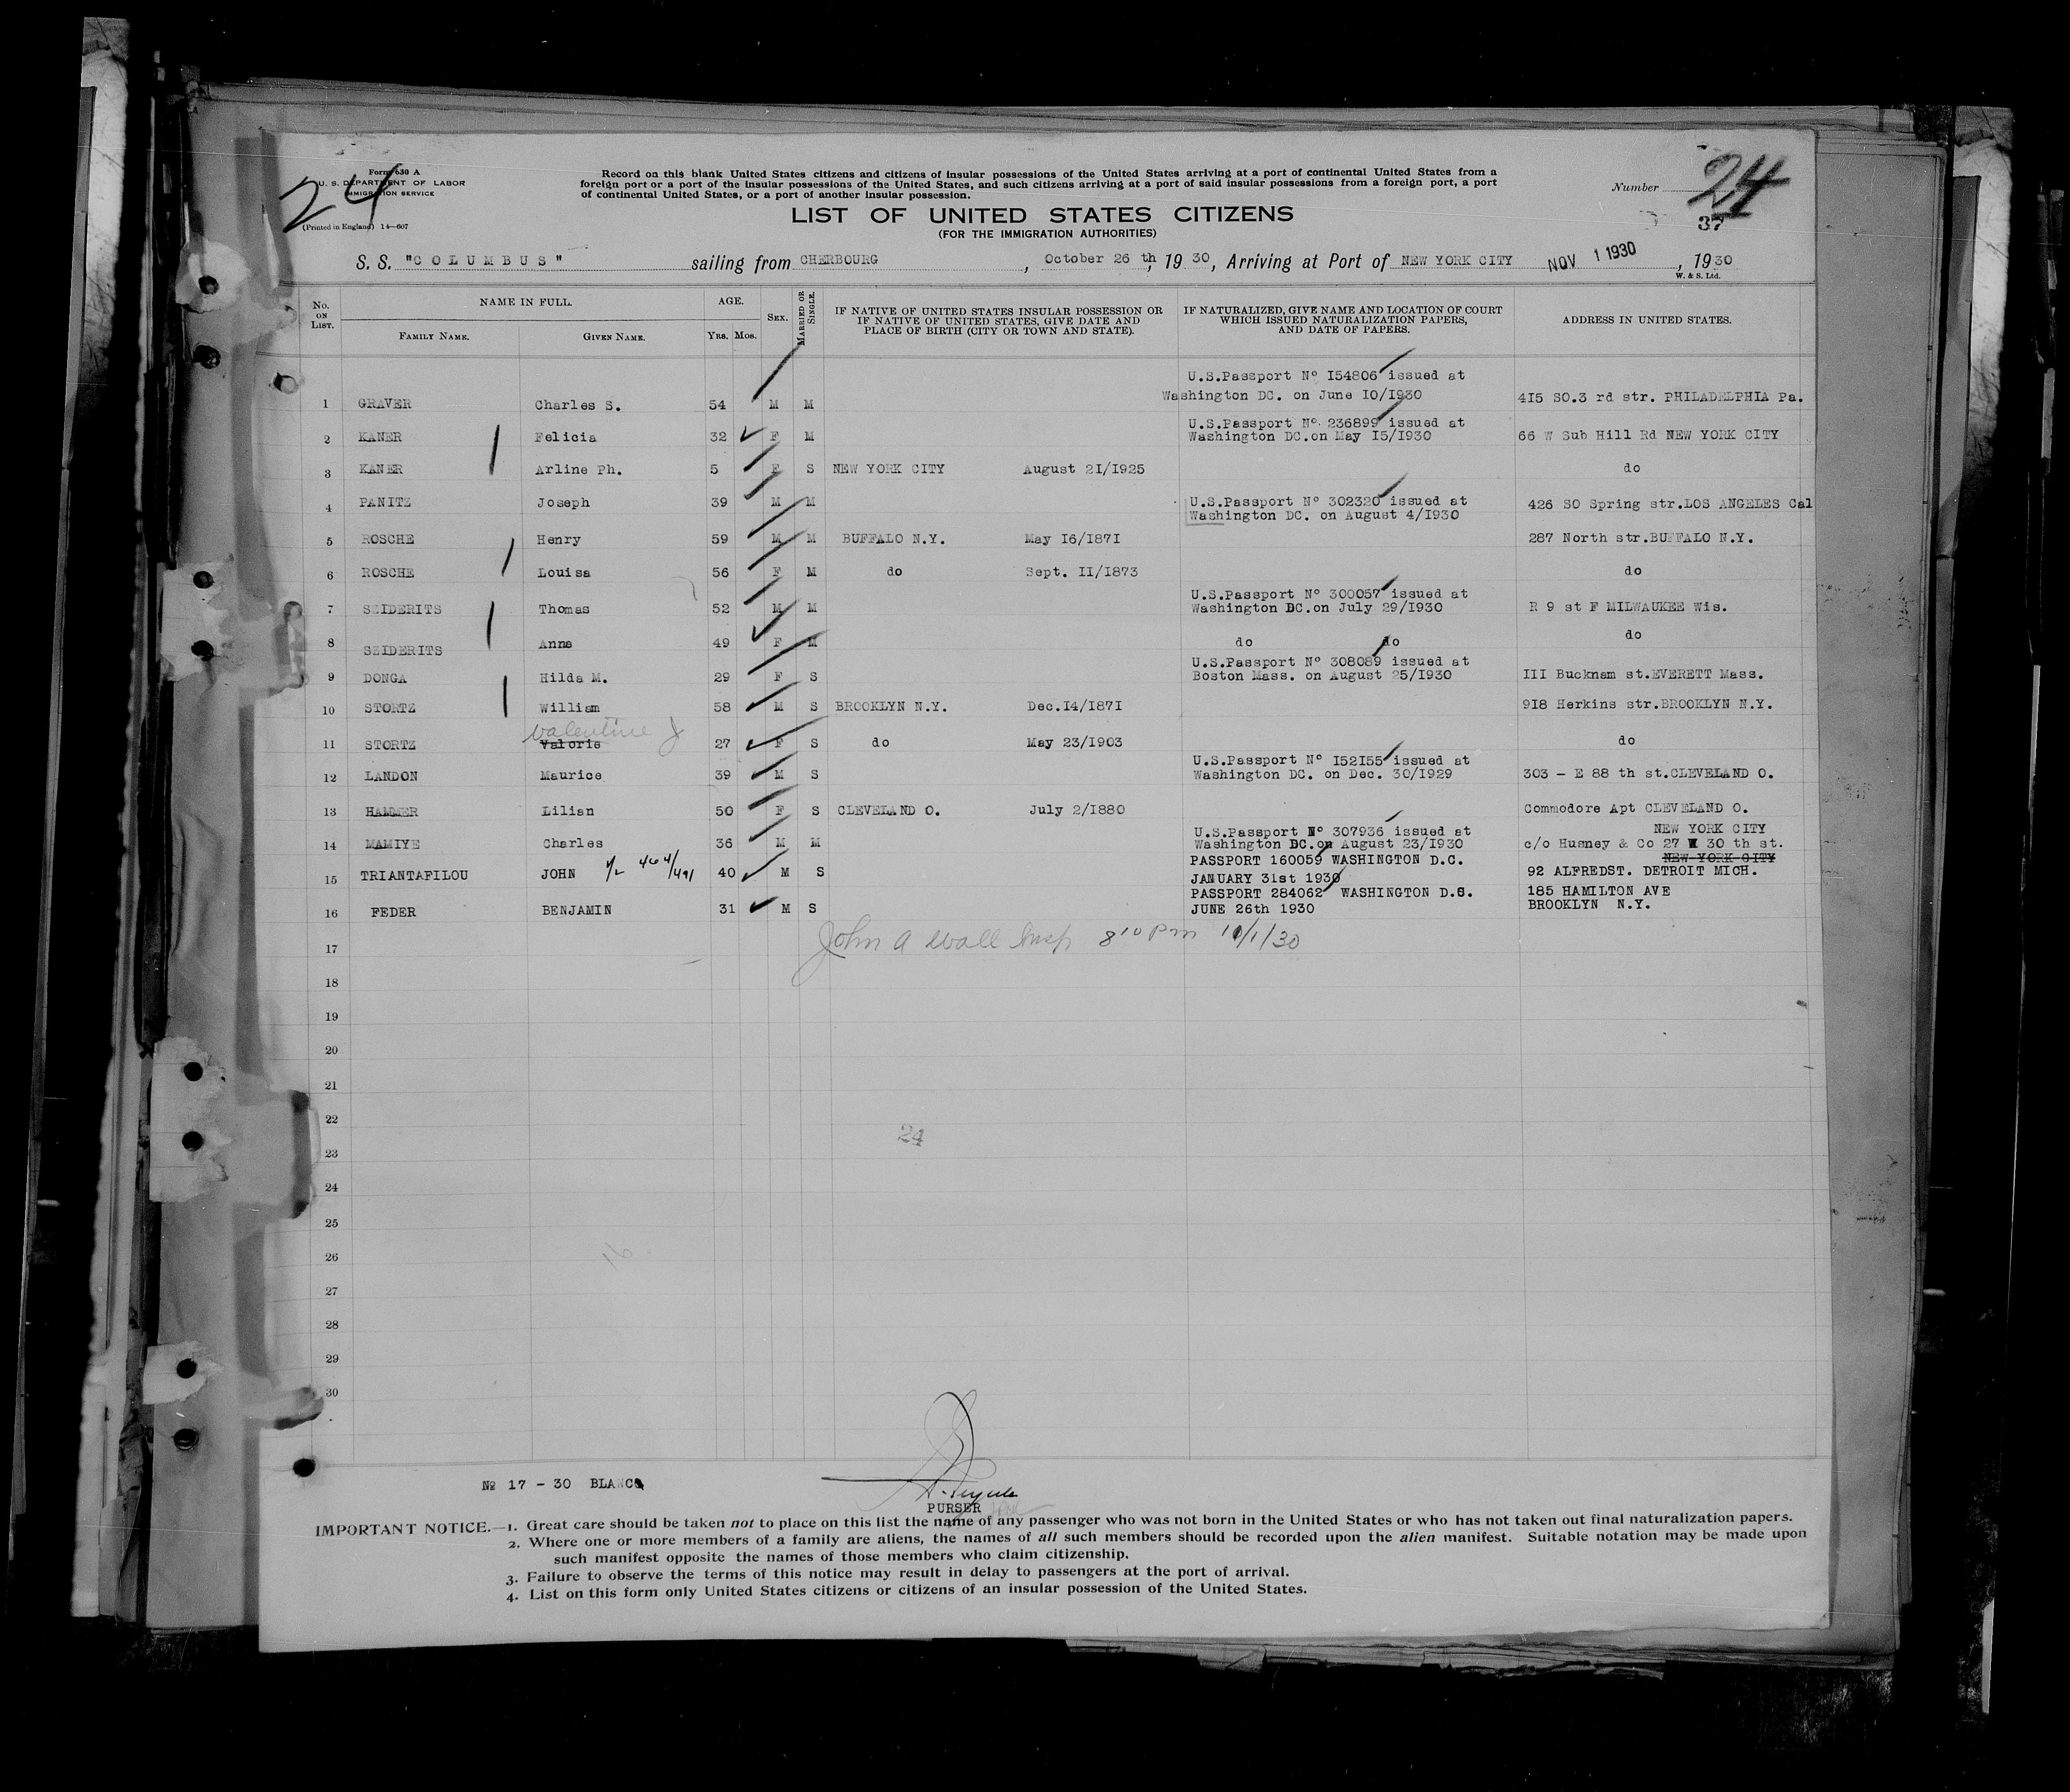 24
Form 630 A
U. S. DEPARTMENT OF LABOR
IMMIGRATION SERVICE
(Printed in England) 14—607
Record on this blank United States citizens and citizens of insular possessions of the United States arriving at a port of continental United States from a
foreign port or a port of the insular possessions of the United States, and such citizens arriving at a port of said insular possessions from a foreign port, a port
of continental United States, or a port of another insular possession.
Number 24
37
LIST OF UNITED STATES CITIZENS
(FOR THE IMMIGRATION AUTHORITIES)
S. S. "COLUMBUS" sailing from CHERBOURG, October 26 th, 19 30, Arriving at Port of NEW YORK CITY NOV 1 1930, 1930
W. & S. Ltd.
No. ON LIST. NAME IN FULL. AGE. SEX. MARRIED OR SINGLE. IF NATIVE OF UNITED STATES INSULAR POSSESSION OR IF NATIVE OF UNITED STATES, GIVE DATE AND PLACE OF BIRTH (CITY OR TOWN AND STATE). IF NATURALIZED, GIVE NAME AND LOCATION OF COURT WHICH ISSUED NATURALIZATION PAPERS, AND DATE OF PAPERS. ADDRESS IN UNITED STATES.
FAMILY NAME. GIVEN NAME. YRS. MOS.
U.S.Passport Nº I54806 issued at
1 GRAVER Charles S. 54 M M Washington DC. on June IO/I930 4I5 SO.3 rd str. PHILADELPHIA Pa.
U.S.Passport Nº 236899 issued at
2 KANER Felicia 32 F M Washington DC.on May I5/I930 66 W Sub Hill Rd NEW YORK CITY
3 KANER Arline Ph. 5 F S NEW YORK CITY August 2I/I925 do
4 PANITZ Joseph 39 M M U.S.Passport Nº 302320 issued at 426 SO Spring str.LOS ANGELES Cal
Washington DC. on August 4/I930
5 ROSCHE Henry 59 M M BUFFALO N.Y. May I6/I87I 287 North str.BUFFALO N.Y.
6 ROSCHE Louisa 56 F M do Sept. II/I873 do
U.S.Passport Nº 300057 issued at
7 SZIDERITS Thomas 52 M M Washington DC.on July 29/I930 R 9 st F MILWAUKEE Wis.
8 SZIDERITS Anna 49 F M do do do
U.S.Passport Nº 308089 issued at
9 DONGA Hilda M. 29 F S Boston Mass. on August 25/I930 III Bucknam st.EVERETT Mass.
10 STORTZ William 58 M S BROOKLYN N.Y. Dec.I4/I87I 9I8 Herkins str.BROOKLYN N.Y.
Valentine J
11 STORTZ Valorie 27 F S do May 23/I903 do
U.S.Passport Nº I52I55 issued at
12 LANDON Maurice 39 M S Washington DC. on Dec. 30/I929 303 - E 88 th st.CLEVELAND O.
13 HAMMER Lilian 50 F S CLEVELAND O. July 2/I880 Commodore Apt CLEVELAND O.
U.S.Passport Nº 307936 issued at NEW YORK CITY
14 MAMIYE Charles 36 M M Washington DC.on August 23/I930 c/o Husney & Co 27 W 30 th st.
PASSPORT 160059 WASHINGTON D.C. NEW YORK CITY
15 TRIANTAFILOU JOHN 464/491 40 M S JANUARY 31st 1930 92 ALFREDST. DETROIT MICH.
PASSPORT 284062 WASHINGTON D.C. 185 HAMILTON AVE
16 FEDER BENJAMIN 31 M S JUNE 26th 1930 BROOKLYN N.Y.
17 John A Wall Insp 8 10 Pm 11/1/30
18
19
20
21
22
24
23
24
25
26
16
27
28
29
30
Nº 17 - 30 BLANCO
PURSER
IMPORTANT NOTICE.—1. Great care should be taken not to place on this list the name of any passenger who was not born in the United States or who has not taken out final naturalization papers.
2. Where one or more members of a family are aliens, the names of all such members should be recorded upon the alien manifest. Suitable notation may be made upon
such manifest opposite the names of those members who claim citizenship.
3. Failure to observe the terms of this notice may result in delay to passengers at the port of arrival.
4. List on this form only United States citizens or citizens of an insular possession of the United States.